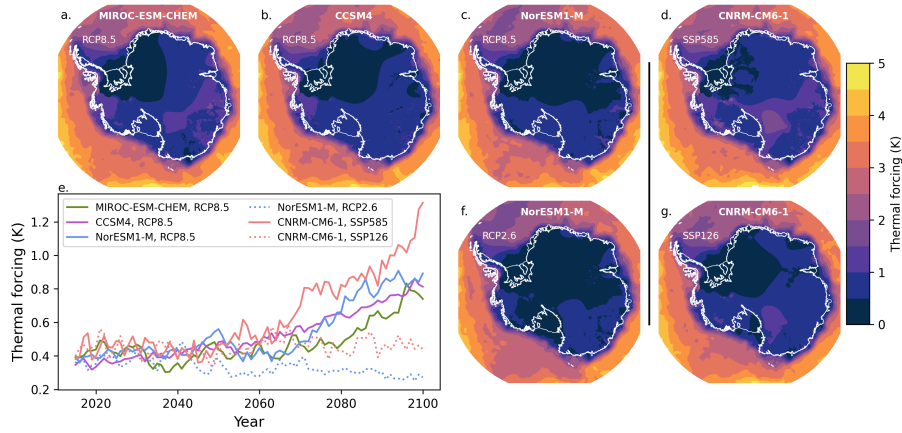 a.
MIROC-ESM-CHEM
RCP8.5
b.
CCSM4
RCP8.5
c.
NorESM1-M
RCP8.5
d.
CNRM-CM6-1
SSP585
5
4
3
2
1
0
Thermal forcing (K)
e.
MIROC-ESM-CHEM, RCP8.5
CCSM4, RCP8.5
NorESM1-M, RCP8.5
NorESM1-M, RCP2.6
CNRM-CM6-1, SSP585
CNRM-CM6-1, SSP126
1.2
1.0
0.8
0.6
0.4
0.2
Thermal forcing (K)
2020
2040
2060
2080
2100
Year
f.
NorESM1-M
RCP2.6
g.
CNRM-CM6-1
SSP126